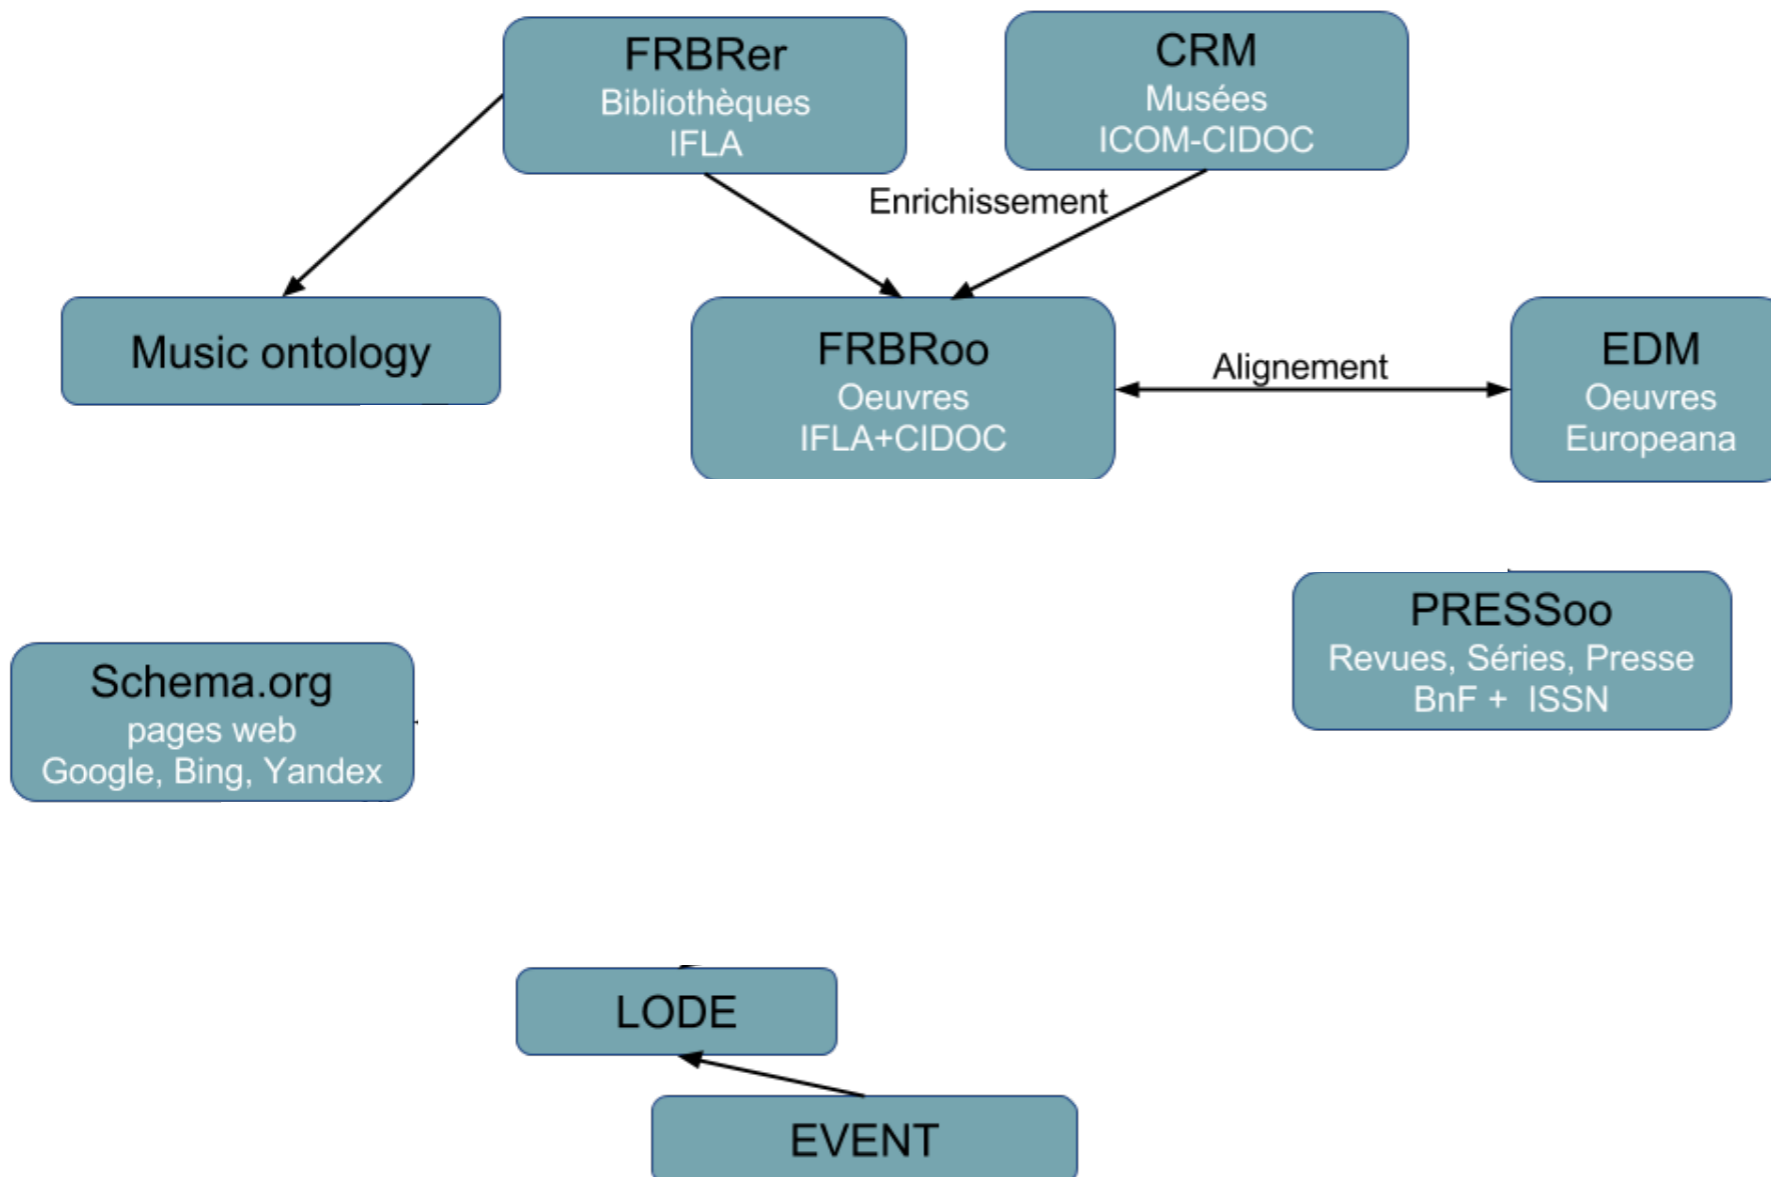 FRBRer
Bibliothèques
IFLA
CRM
Musées
ICOM-CIDOC
Enrichissement
Music ontology
FRBRoo
Oeuvres
IFLA+CIDOC
Alignement
EDM
Oeuvres
Europeana
PRESSoo
Revues, Séries, Presse
BnF + ISSN
Schema.org
pages web
Google, Bing, Yandex
LODE
EVENT